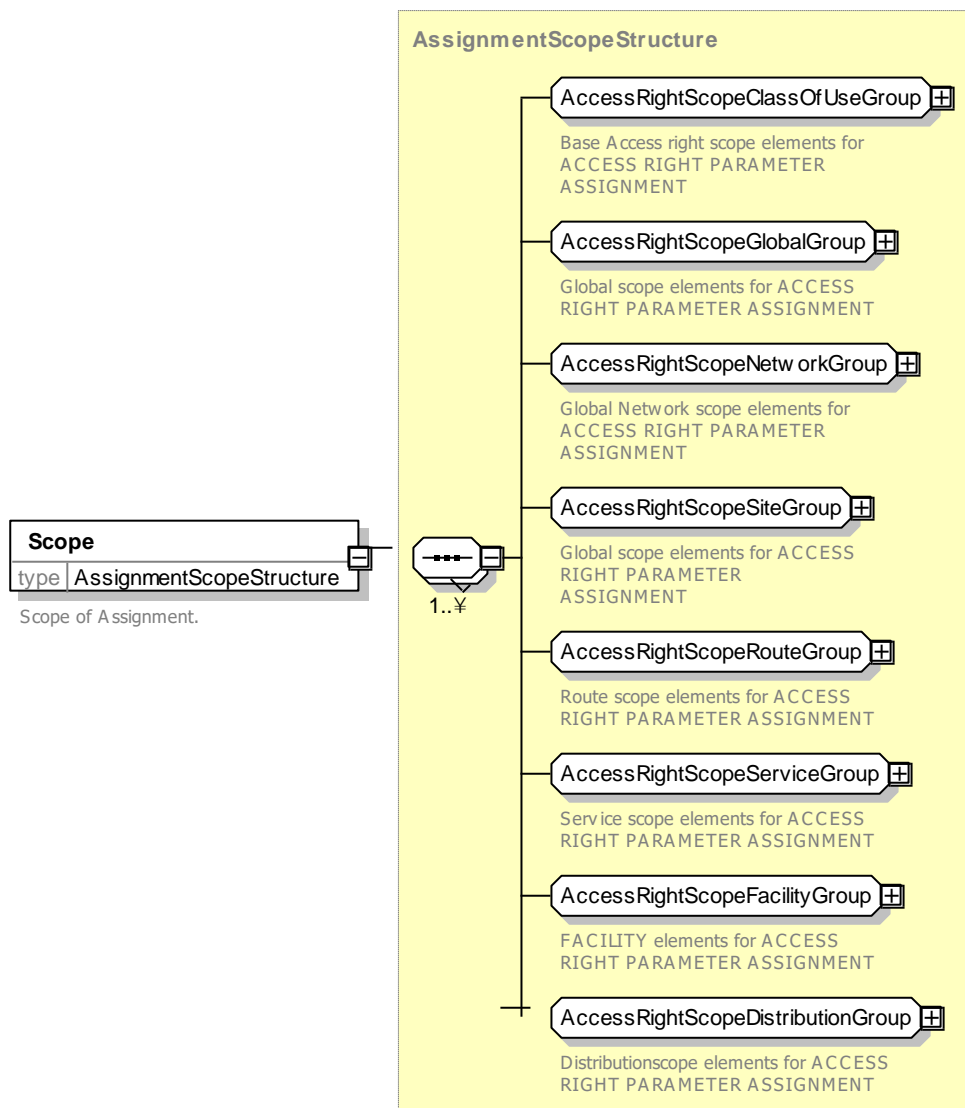 AssignmentScopeStructure
AccessRightScopeClassOfUseGroup
Base Access right scope elements for
ACCESS RIGHT PARAMETER
ASSIGNMENT
AccessRightScopeGlobalGroup
Global scope elements for ACCESS
RIGHT PARAMETER ASSIGNMENT
AccessRightScopeNetworkGroup
Global Network scope elements for
ACCESS RIGHT PARAMETER
ASSIGNMENT
AccessRightScopeSiteGroup
Global scope elements for ACCESS
RIGHT PARAMETER
ASSIGNMENT
Scope
type AssignmentScopeStructure
Scope of Assignment.
1..¥
AccessRightScopeRouteGroup
Route scope elements for ACCESS
RIGHT PARAMETER ASSIGNMENT
AccessRightScopeServiceGroup
Service scope elements for ACCESS
RIGHT PARAMETER ASSIGNMENT
AccessRightScopeFacilityGroup
FACILITY elements for ACCESS
RIGHT PARAMETER ASSIGNMENT
AccessRightScopeDistributionGroup
Distributionscope elements for ACCESS
RIGHT PARAMETER ASSIGNMENT